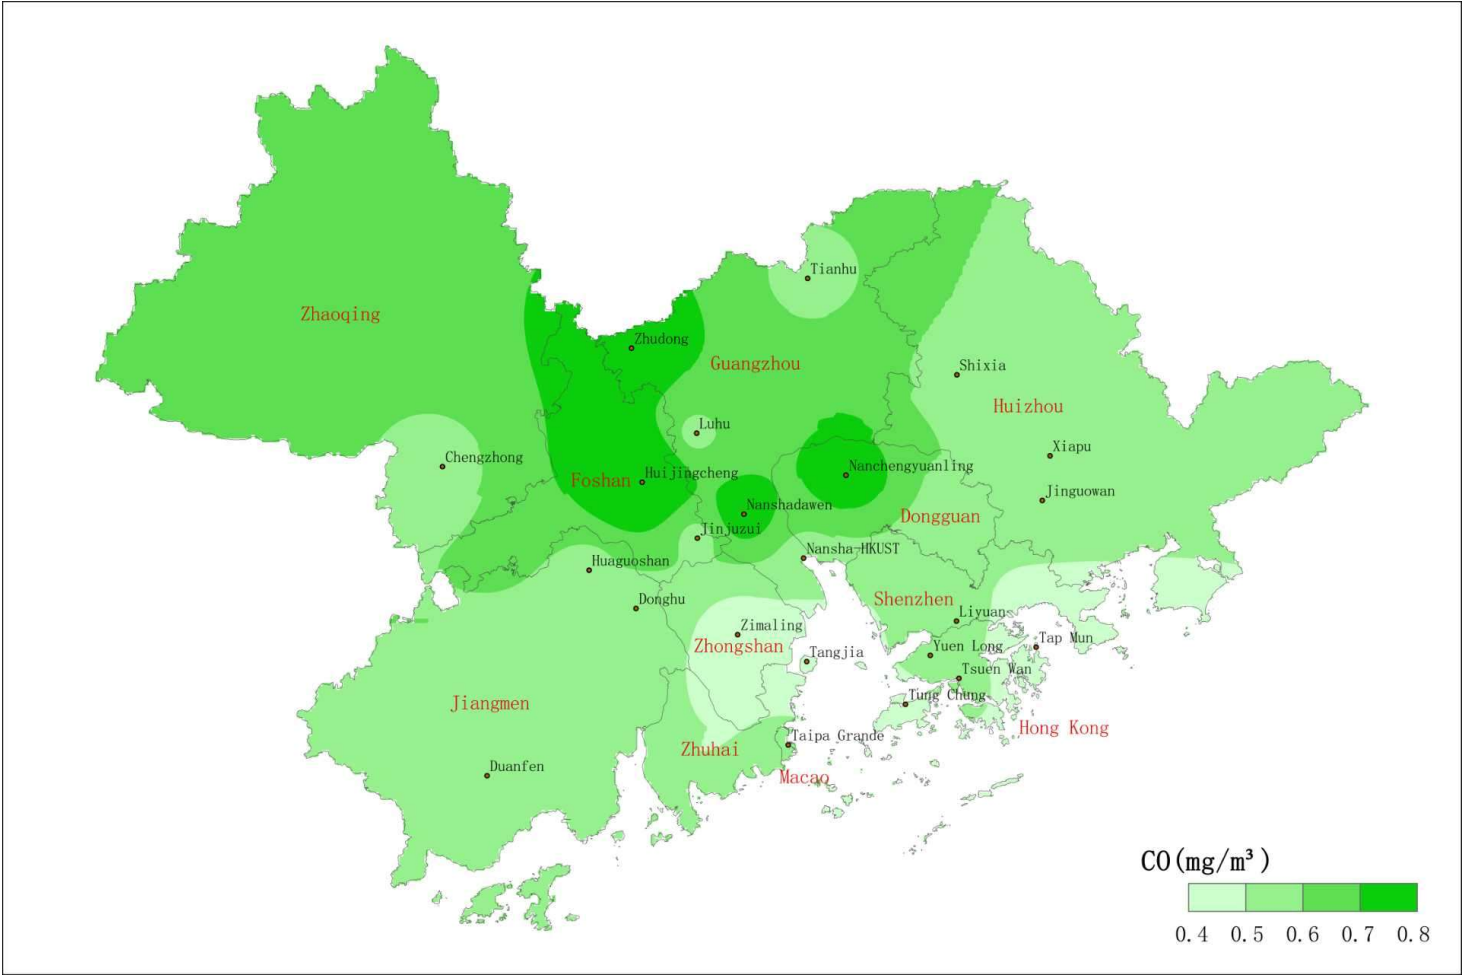 Tianhu
Zhaoqing
Zhudong
Guangzhou
Shixia
Huizhou
Luhu
Xiapu
Chengzhong
Nanchengyuanling
Foshan
Huijingcheng
Jinguowan
Nanshadawen
Dongguan
Jinjuzui
Nansha-HKUST
Huaguoshan
Donghu
Shenzhen
Liyuan
Zimaling
Zhongshan
Tangjia
Yuen Long
Tap Mun
Tsuen Wan
Tung Chung
Jiangmen
Hong Kong
Zhuhai
Taipa Grande
Duanfen
Macao
CO(mg/m³)
0.4 0.5 0.6 0.7 0.8